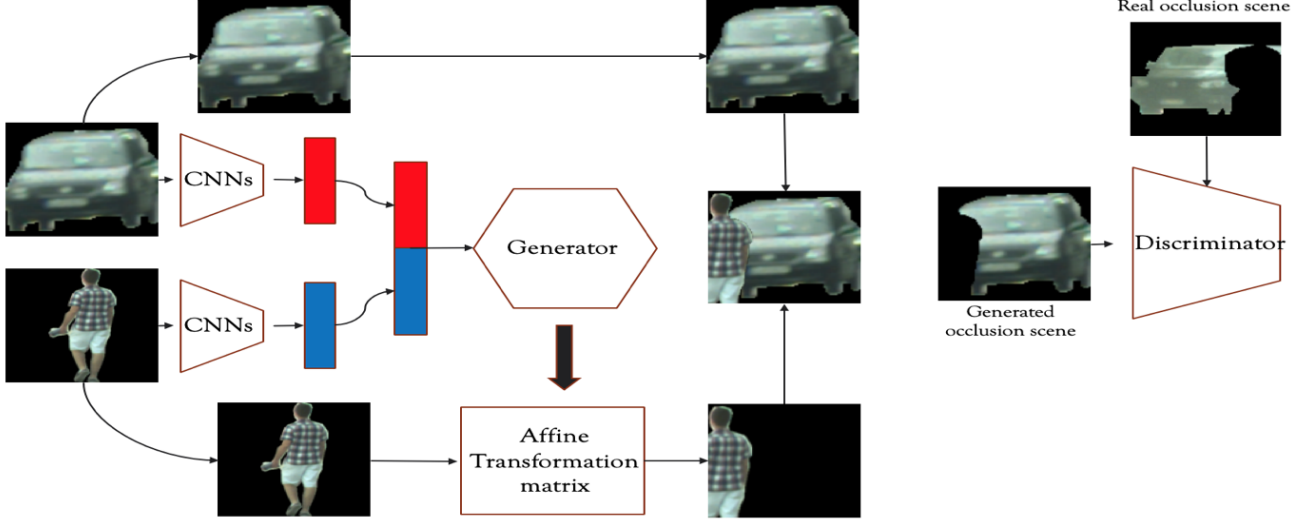 Real occlusion scene
CNNs
Generator
Discriminator
Generated
occlusion scene
CNNs
Affine
Transformation
matrix